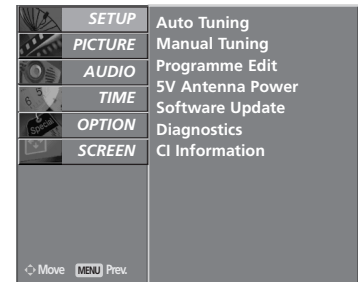 SETUP
PICTURE
AUDIO
TIME
OPTION
SCREEN
Auto Tuning
Manual Tuning
Programme Edit
5V Antenna Power
Software Update
Diagnostics
CI Information
Special
Move MENU Prev.